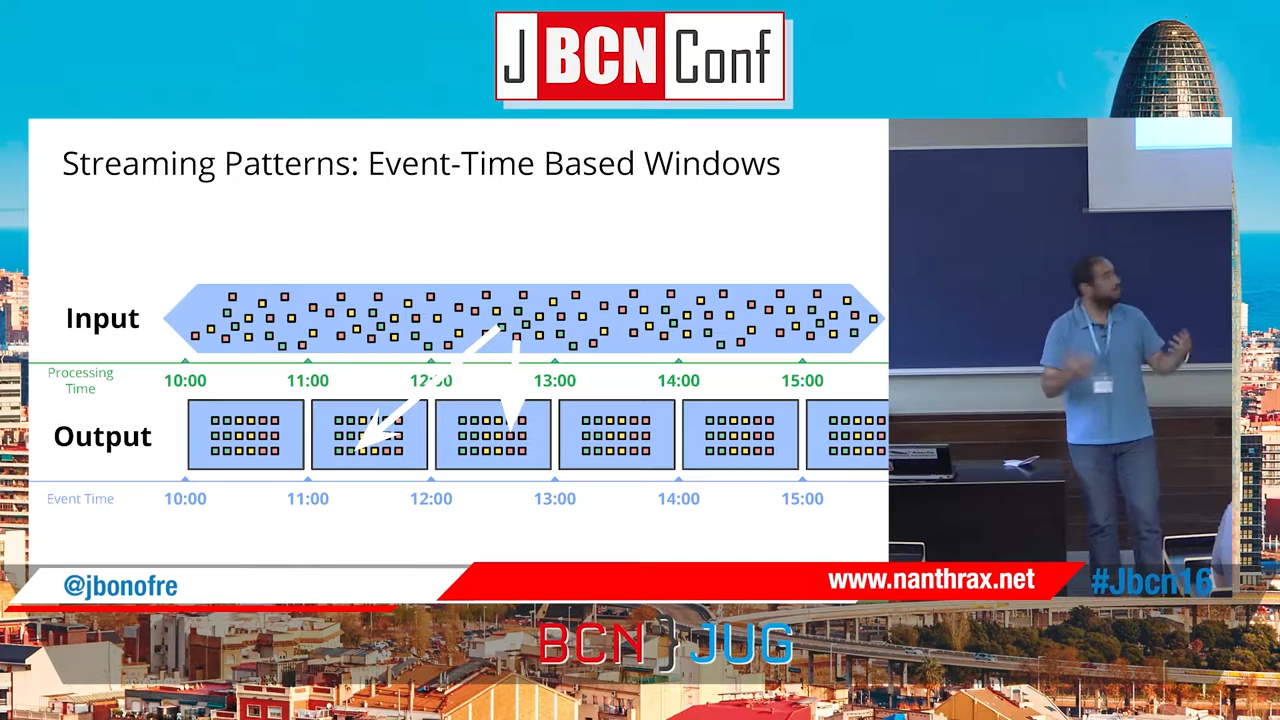 J BCN Conf
Streaming Patterns: Event-Time Based Windows
Input
Processing
Time
10:00 11:00 12:00 13:00 14:00 15:00
Output
Event Time
10:00 11:00 12:00 13:00 14:00 15:00
@jbonofre
www.nanthrax.net
#Jbcn16
BCN JUG